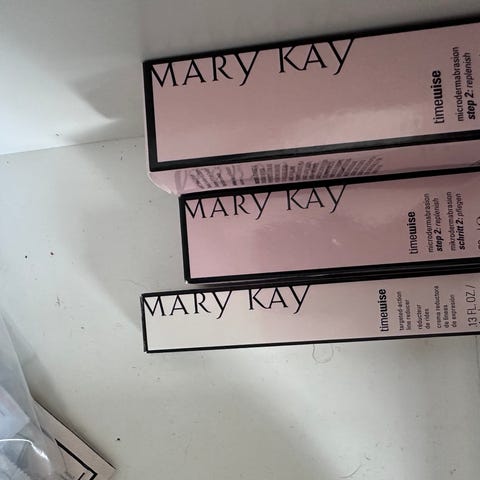 MARY KAY
timewise
microdermabrasion
step 2: replenish
MARY KAY
timewise
microdermabrasion
step 2: replenish
mikrodermabrasion
schritt 2: pflegen
MARY KAY
timewise
targeted-action
line reducer
réducteur
de rides
crema reductora
de líneas
de expresión
.13 FL. OZ. /